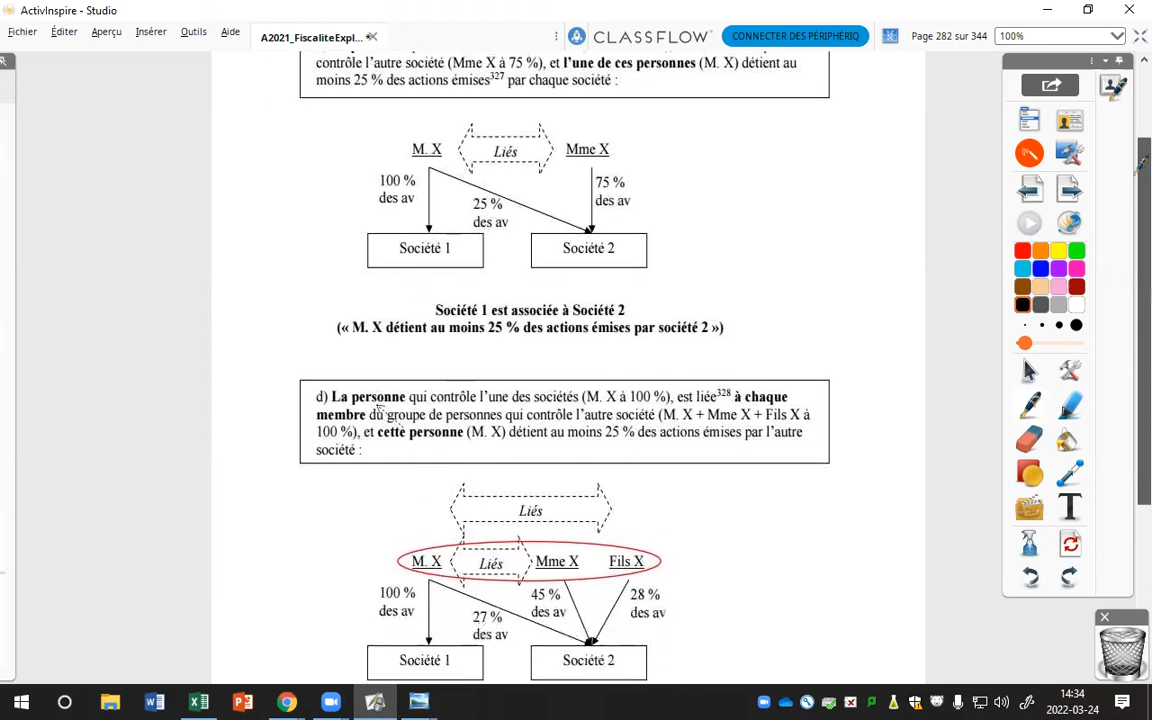 ActivInspire - Studio
Fichier Éditer Aperçu Insérer Outils Aide
A2021_FiscaliteExpl...
CLASSFLOW
CONNECTER DES PÉRIPHÉRIQ
Page 282 sur 344
100%
contrôle l'autre société (Mme X à 75 %), et l'une de ces personnes (M. X) détient au
moins 25 % des actions émises327 par chaque société :
M. X Liés Mme X
100 %
des av
25 %
des av
75 %
des av
Société 1 Société 2
Société 1 est associée à Société 2
(« M. X détient au moins 25 % des actions émises par société 2 »)
d) La personne qui contrôle l'une des sociétés (M. X à 100 %), est liée328 à chaque
membre du groupe de personnes qui contrôle l'autre société (M. X + Mme X + Fils X à
100 %), et cette personne (M. X) détient au moins 25 % des actions émises par l'autre
société :
Liés
M. X Liés Mme X Fils X
100 %
des av
27 %
des av
45 %
des av
28 %
des av
Société 1 Société 2
14:34
2022-03-24